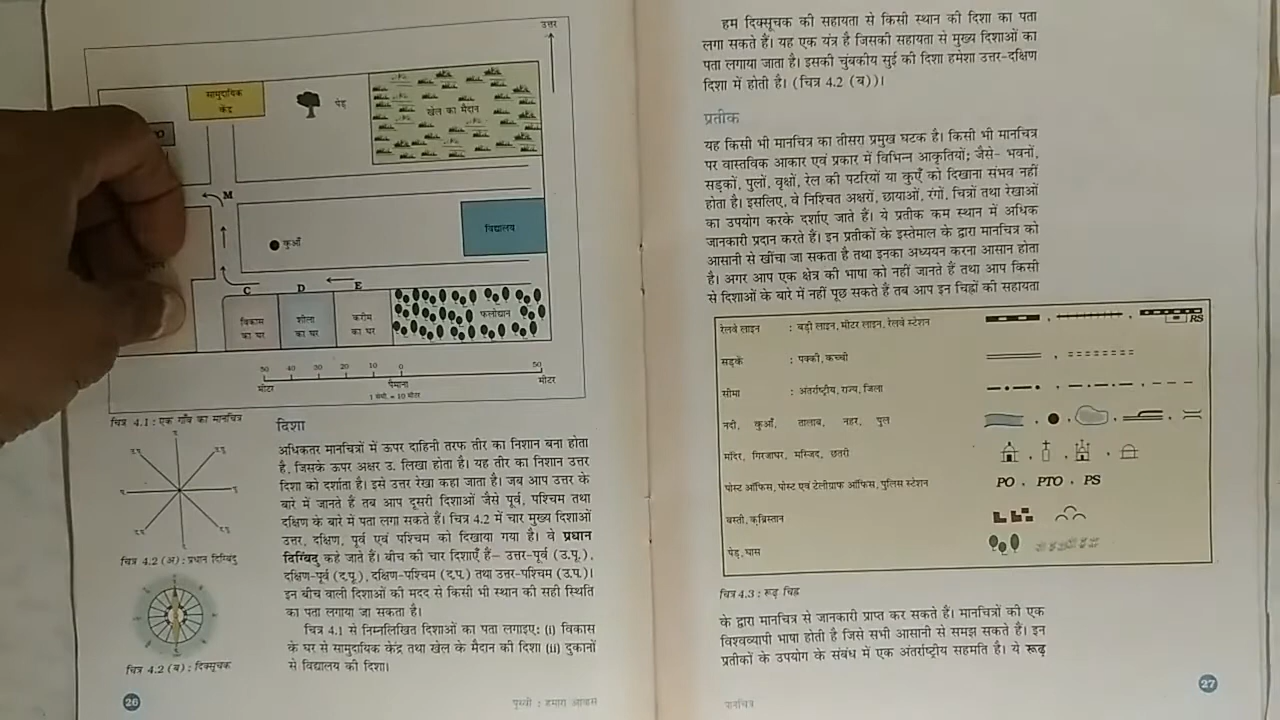 उत्तर
सामुदायिक
केंद्र
पेड़
खेल का मैदान
M
कुआँ
विद्यालय
C
D
E
विकास
का घर
शीला
का घर
करीम
का घर
फलोद्यान
50 40 30 20 10 0 50
मीटर पैमाना मीटर
1 सेमी. = 10 मीटर
चित्र 4.1 : एक गाँव का मानचित्र
चित्र 4.2 (अ) : प्रधान दिग्बिंदु
चित्र 4.2 (ब) : दिक्सूचक
दिशा
अधिकतर मानचित्रों में ऊपर दाहिनी तरफ तीर का निशान बना होता
है, जिसके ऊपर अक्षर उ. लिखा होता है। यह तीर का निशान उत्तर
दिशा को दर्शाता है। इसे उत्तर रेखा कहा जाता है। जब आप उत्तर के
बारे में जानते हैं तब आप दूसरी दिशाओं जैसे पूर्व, पश्चिम तथा
दक्षिण के बारे में पता लगा सकते हैं। चित्र 4.2 में चार मुख्य दिशाओं
उत्तर, दक्षिण, पूर्व एवं पश्चिम को दिखाया गया है। वे प्रधान
दिग्बिंदु कहे जाते हैं। बीच की चार दिशाएँ हैं– उत्तर-पूर्व (उ.पू.),
दक्षिण-पूर्व (द.पू.), दक्षिण-पश्चिम (द.प.) तथा उत्तर-पश्चिम (उ.प.)।
इन बीच वाली दिशाओं की मदद से किसी भी स्थान की सही स्थिति
का पता लगाया जा सकता है।
चित्र 4.1 से निम्नलिखित दिशाओं का पता लगाइए: (i) विकास
के घर से सामुदायिक केंद्र तथा खेल के मैदान की दिशा (ii) दुकानों
से विद्यालय की दिशा।
26
पृथ्वी : हमारा आवास
हम दिक्सूचक की सहायता से किसी स्थान की दिशा का पता
लगा सकते हैं। यह एक यंत्र है जिसकी सहायता से मुख्य दिशाओं का
पता लगाया जाता है। इसकी चुंबकीय सुई की दिशा हमेशा उत्तर-दक्षिण
दिशा में होती है। (चित्र 4.2 (ब))।
प्रतीक
यह किसी भी मानचित्र का तीसरा प्रमुख घटक है। किसी भी मानचित्र
पर वास्तविक आकार एवं प्रकार में विभिन्न आकृतियों; जैसे– भवनों,
सड़कों, पुलों, वृक्षों, रेल की पटरियों या कुएँ को दिखाना संभव नहीं
होता है। इसलिए, वे निश्चित अक्षरों, छायाओं, रंगों, चित्रों तथा रेखाओं
का उपयोग करके दर्शाए जाते हैं। ये प्रतीक कम स्थान में अधिक
जानकारी प्रदान करते हैं। इन प्रतीकों के इस्तेमाल के द्वारा मानचित्र को
आसानी से खींचा जा सकता है तथा इनका अध्ययन करना आसान होता
है। अगर आप एक क्षेत्र की भाषा को नहीं जानते हैं तथा आप किसी
से दिशाओं के बारे में नहीं पूछ सकते हैं तब आप इन चिह्नों की सहायता
रेलवे लाइन : बड़ी लाइन, मीटर लाइन, रेलवे स्टेशन RS
सड़कें : पक्की, कच्ची
सीमा : अंतर्राष्ट्रीय, राज्य, जिला
नदी, कुआँ, तालाब, नहर, पुल
मंदिर, गिरजाघर, मस्जिद, छतरी
पोस्ट ऑफिस, पोस्ट एवं टेलीग्राफ ऑफिस, पुलिस स्टेशन PO , PTO , PS
बस्ती, कब्रिस्तान
पेड़, घास
चित्र 4.3 : रूढ़ चिह्न
के द्वारा मानचित्र से जानकारी प्राप्त कर सकते हैं। मानचित्रों की एक
विश्वव्यापी भाषा होती है जिसे सभी आसानी से समझ सकते हैं। इन
प्रतीकों के उपयोग के संबंध में एक अंतर्राष्ट्रीय सहमति है। ये रूढ़
मानचित्र
27